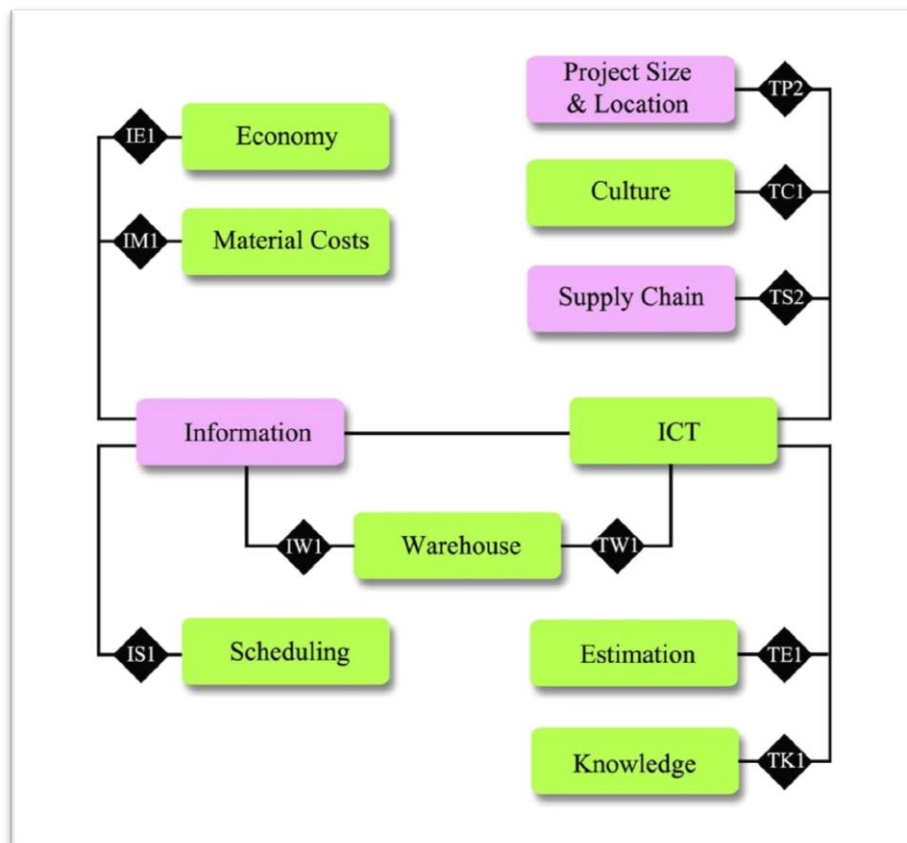 Project Size
& Location
TP2
IE1
Economy
Culture
TC1
IM1
Material Costs
Supply Chain
TS2
Information
ICT
IW1
Warehouse
TW1
IS1
Scheduling
Estimation
TE1
Knowledge
TK1